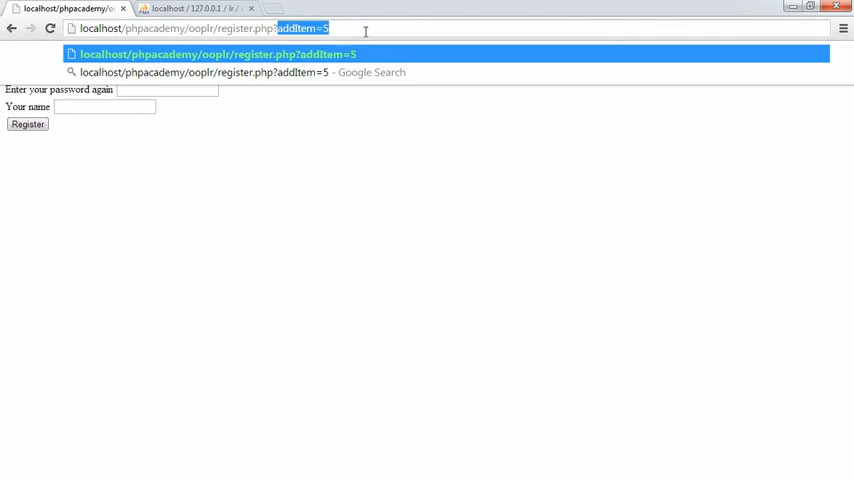 localhost/phpacademy/o
localhost / 127.0.0.1 / lr /
localhost/phpacademy/ooplr/register.php?addItem=5
localhost/phpacademy/ooplr/register.php?addItem=5
localhost/phpacademy/ooplr/register.php?addItem=5 - Google Search
Enter your password again
Your name
Register